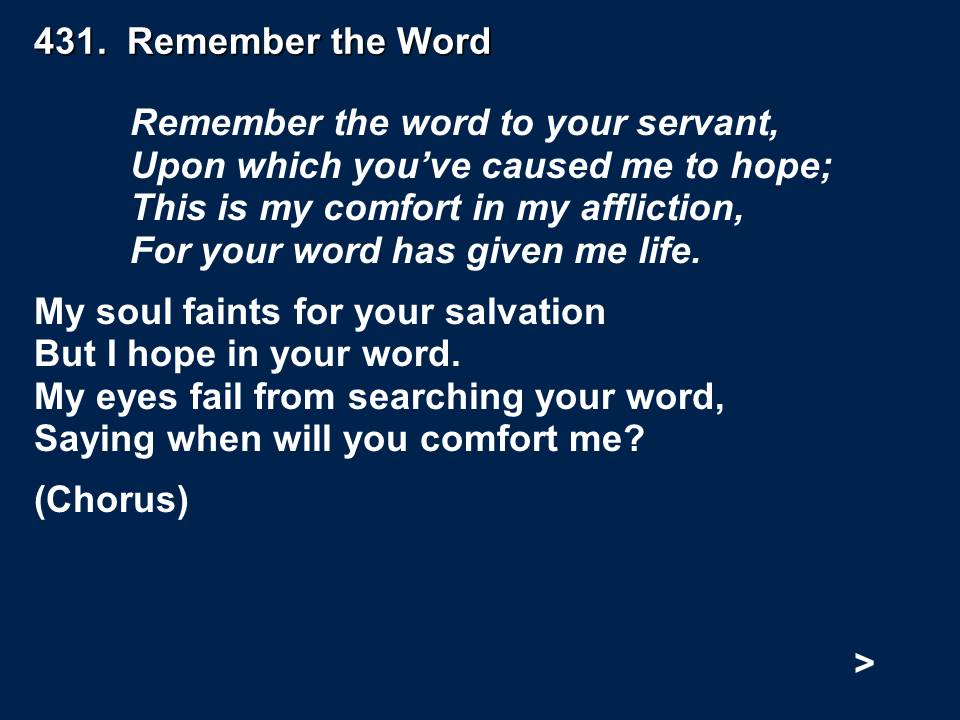 431. Remember the Word
Remember the word to your servant,
Upon which you’ve caused me to hope;
This is my comfort in my affliction,
For your word has given me life.
My soul faints for your salvation
But I hope in your word.
My eyes fail from searching your word,
Saying when will you comfort me?
(Chorus)
>